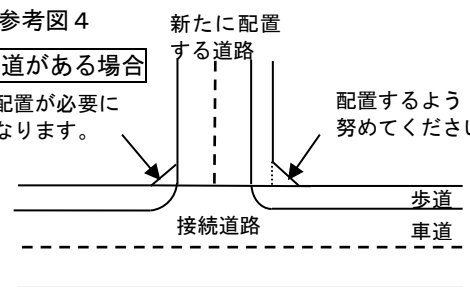 参考図４
新たに配置
する道路
道がある場合
配置が必要に
なります。
配置するよう
努めてください
歩道
接続道路
車道